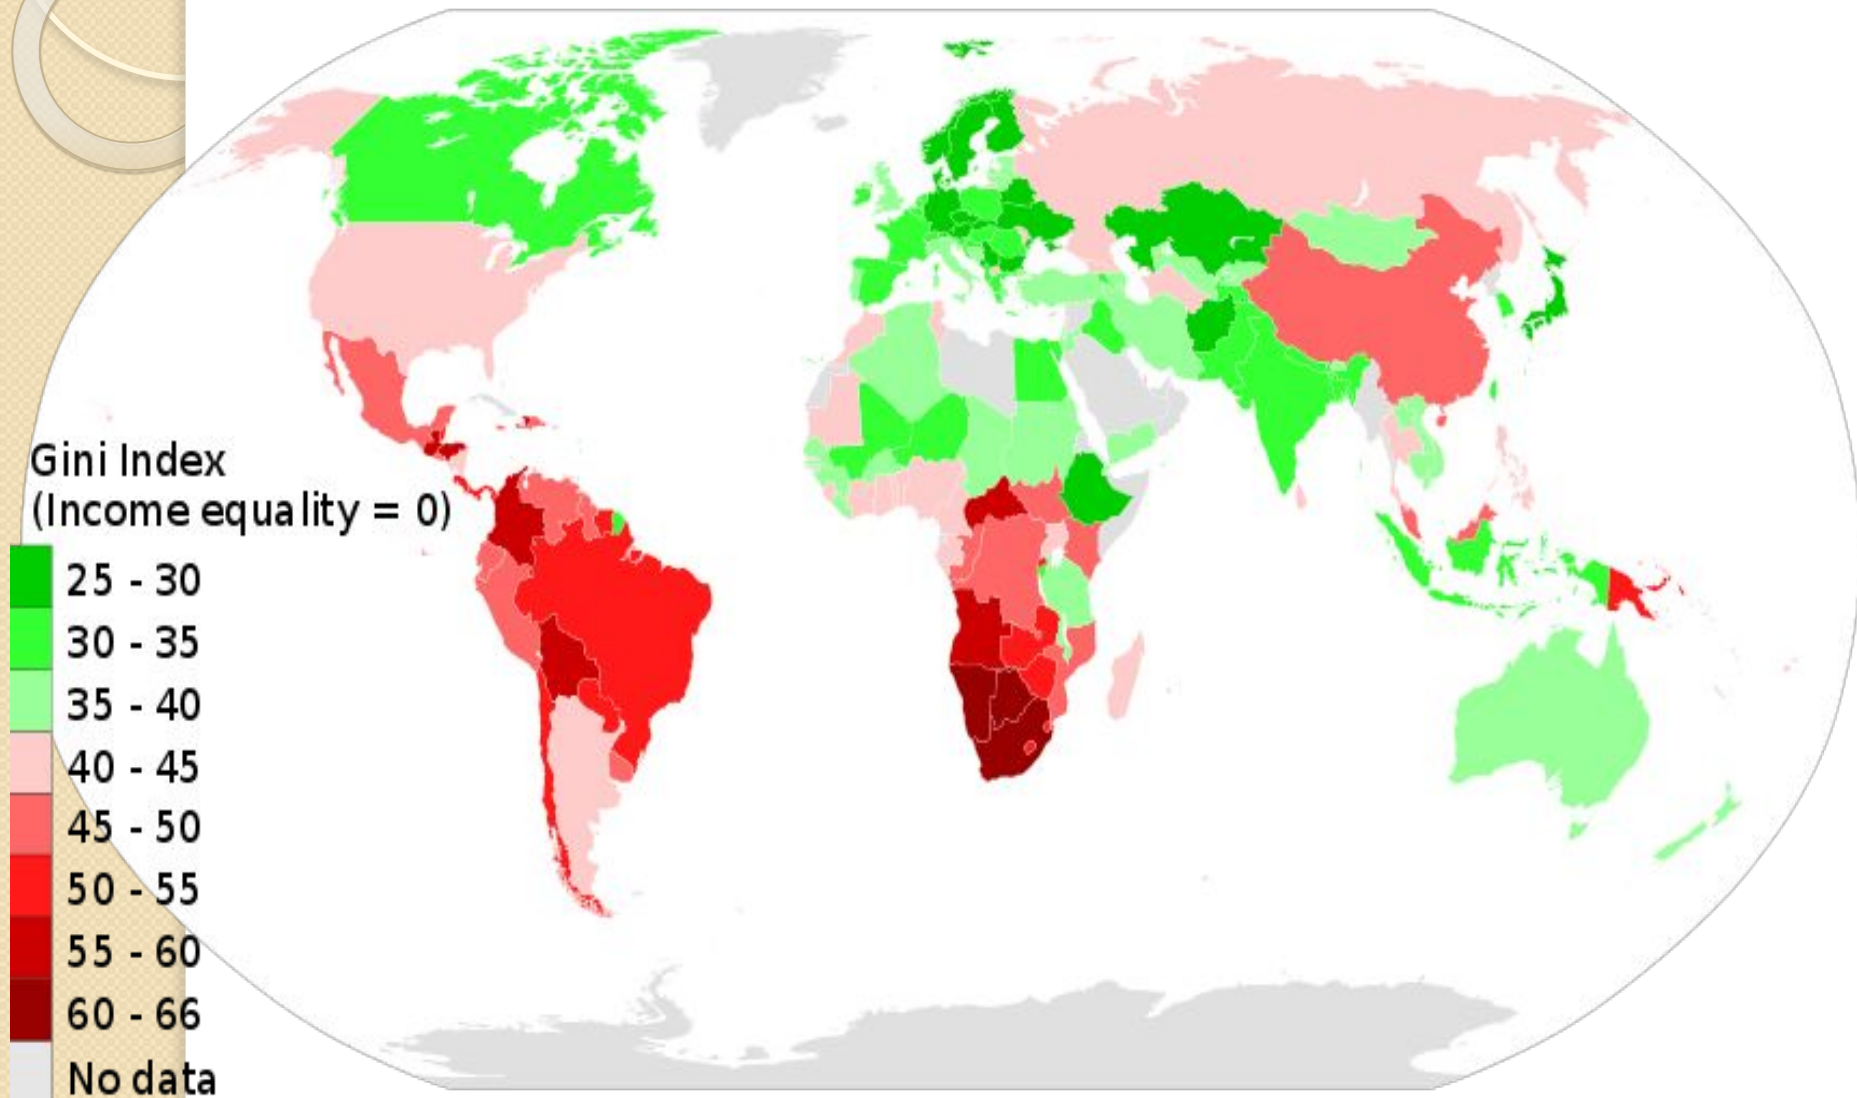 Gini Index
(Income equality = 0)
25 - 30
30 - 35
35 - 40
40 - 45
45 - 50
50 - 55
55 - 60
60 - 66
No data